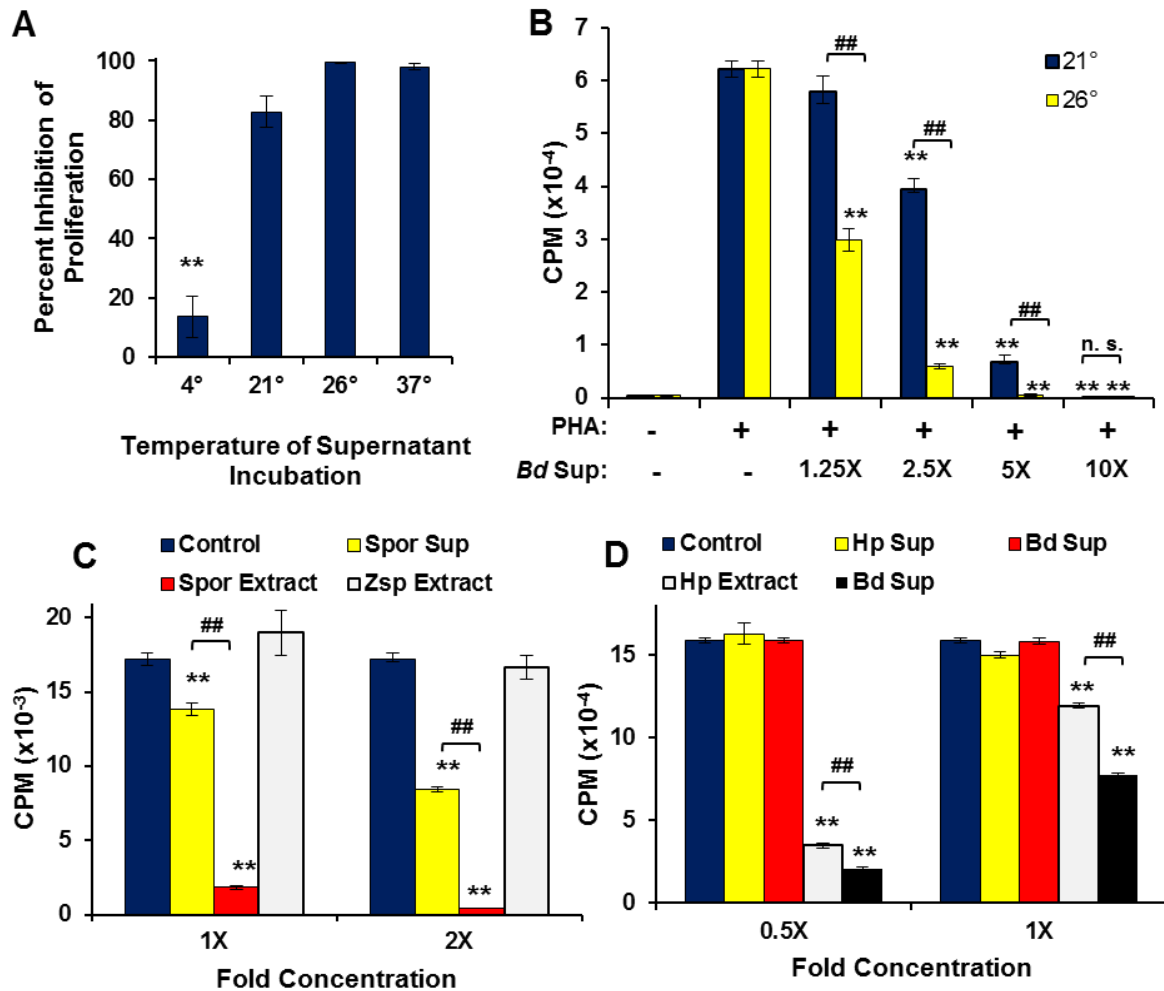 A
Percent Inhibition of
Proliferation
100
80
60
40
20
0
**
4° 21° 26° 37°
Temperature of Supernatant
Incubation
B
CPM (x10-4)
7
6
5
4
3
2
1
0
21°
26°
##
**
##
**
**
##
**
**
n. s.
** **
PHA: - + + + + +
Bd Sup: - - 1.25X 2.5X 5X 10X
C
Control Spor Sup
Spor Extract Zsp Extract
CPM (x10-3)
20
15
10
5
0
##
**
**
##
**
**
1X 2X
Fold Concentration
D
Control Hp Sup Bd Sup
Hp Extract Bd Sup
CPM (x10-4)
15
10
5
0
##
**
**
##
**
**
0.5X 1X
Fold Concentration